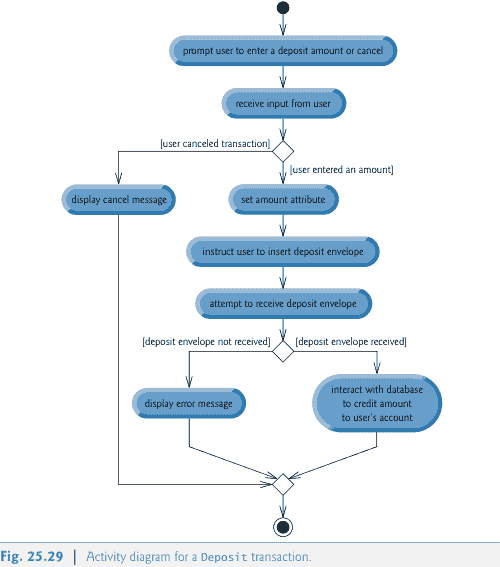 prompt user to enter a deposit amount or cancel
receive input from user
[user canceled transaction]
[user entered an amount]
display cancel message
set amount attribute
instruct user to insert deposit envelope
attempt to receive deposit envelope
[deposit envelope not received]
[deposit envelope received]
display error message
interact with database
to credit amount
to user's account
Fig. 25.29 | Activity diagram for a Deposit transaction.